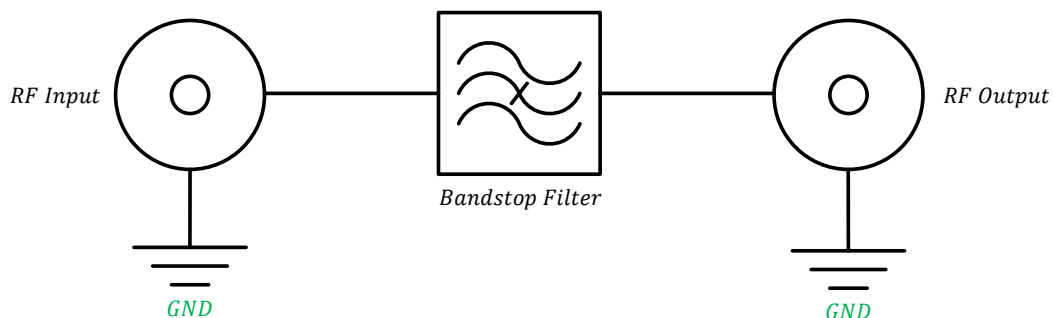 RF Input
RF Output
Bandstop Filter
GND
GND